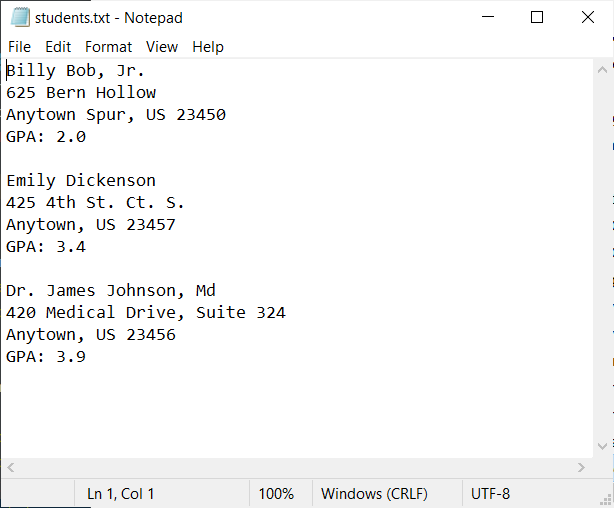 students.txt - Notepad
File Edit Format View Help
Billy Bob, Jr.
625 Bern Hollow
Anytown Spur, US 23450
GPA: 2.0
Emily Dickenson
425 4th St. Ct. S.
Anytown, US 23457
GPA: 3.4
Dr. James Johnson, Md
420 Medical Drive, Suite 324
Anytown, US 23456
GPA: 3.9
Ln 1, Col 1 100% Windows (CRLF) UTF-8